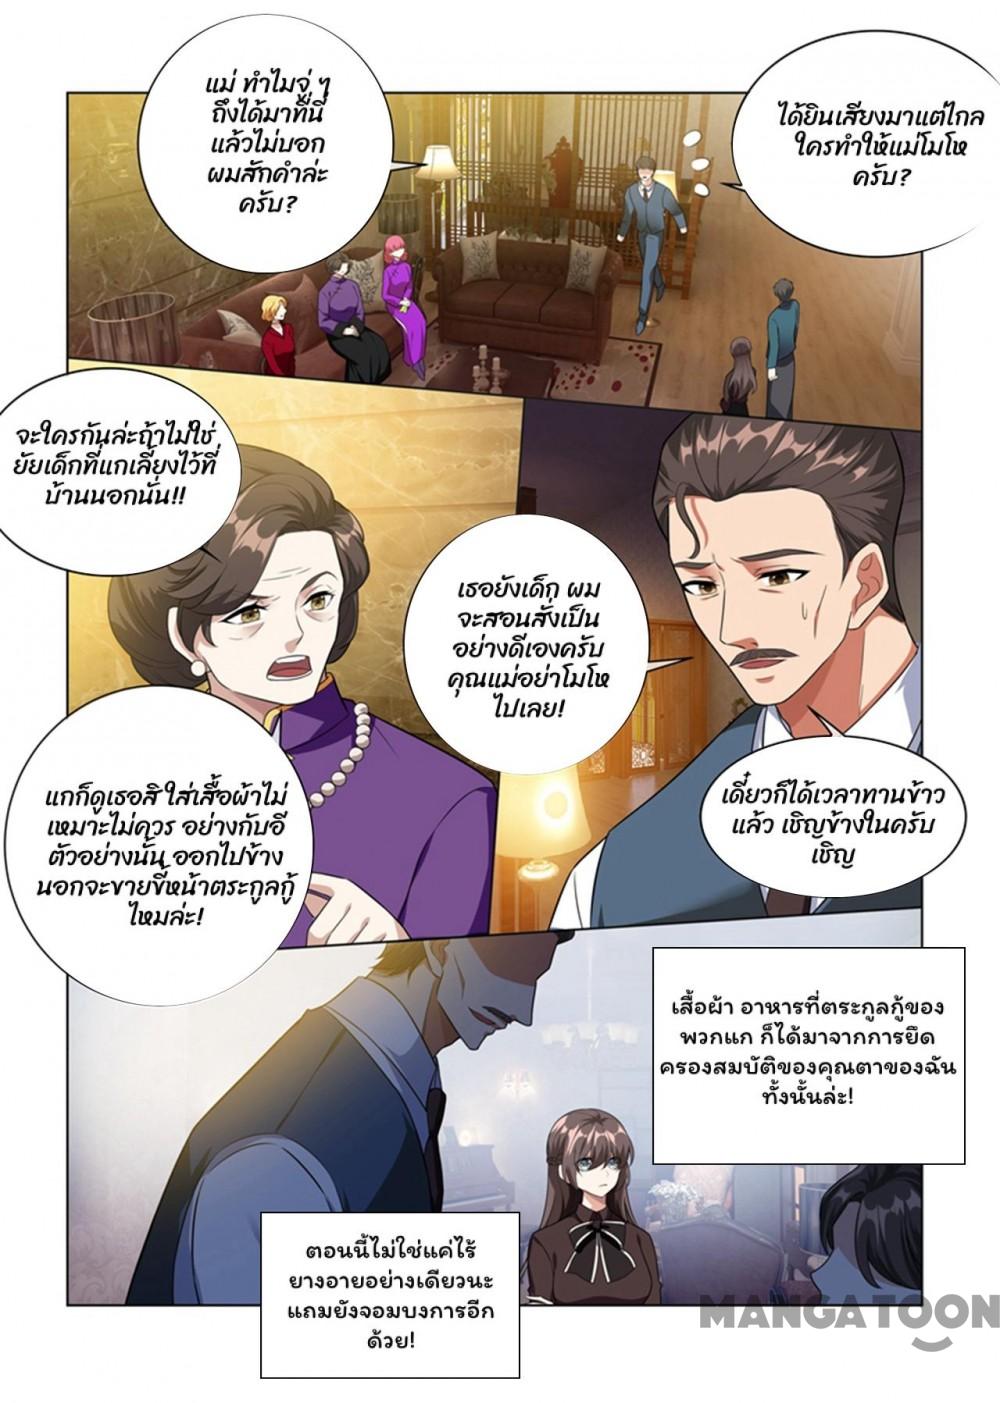 แม่ ทำไมจู่ ๆ
ถึงได้มาที่นี่
แล้วไม่บอก
ผมสักคำล่ะ
ครับ?
ได้ยินเสียงมาแต่ไกล
ใครทำให้แม่โมโห
ครับ?
จะใครกันล่ะถ้าไม่ใช่
ยัยเด็กที่แกเลี้ยงไว้ที่
บ้านนอกนั่น!!
เธอยังเด็ก ผม
จะสอนสั่งเป็น
อย่างดีเองครับ
คุณแม่อย่าโมโห
ไปเลย!
แกก็ดูเธอสิ ใส่เสื้อผ้าไม่
เหมาะไม่ควร อย่างกับอี
ตัวอย่างนั้น ออกไปข้าง
นอกจะขายขี้หน้าตระกูลกู้
ไหมล่ะ!
เดี๋ยวก็ได้เวลาทานข้าว
แล้ว เชิญข้างในครับ
เชิญ
เสื้อผ้า อาหารที่ตระกูลกู้ของ
พวกแก ก็ได้มาจากการยึด
ครองสมบัติของคุณตาของฉัน
ทั้งนั้นล่ะ!
ตอนนี้ไม่ใช่แค่ไร้
ยางอายอย่างเดียวนะ
แถมยังจอมบงการอีก
ด้วย!
MANGATOON